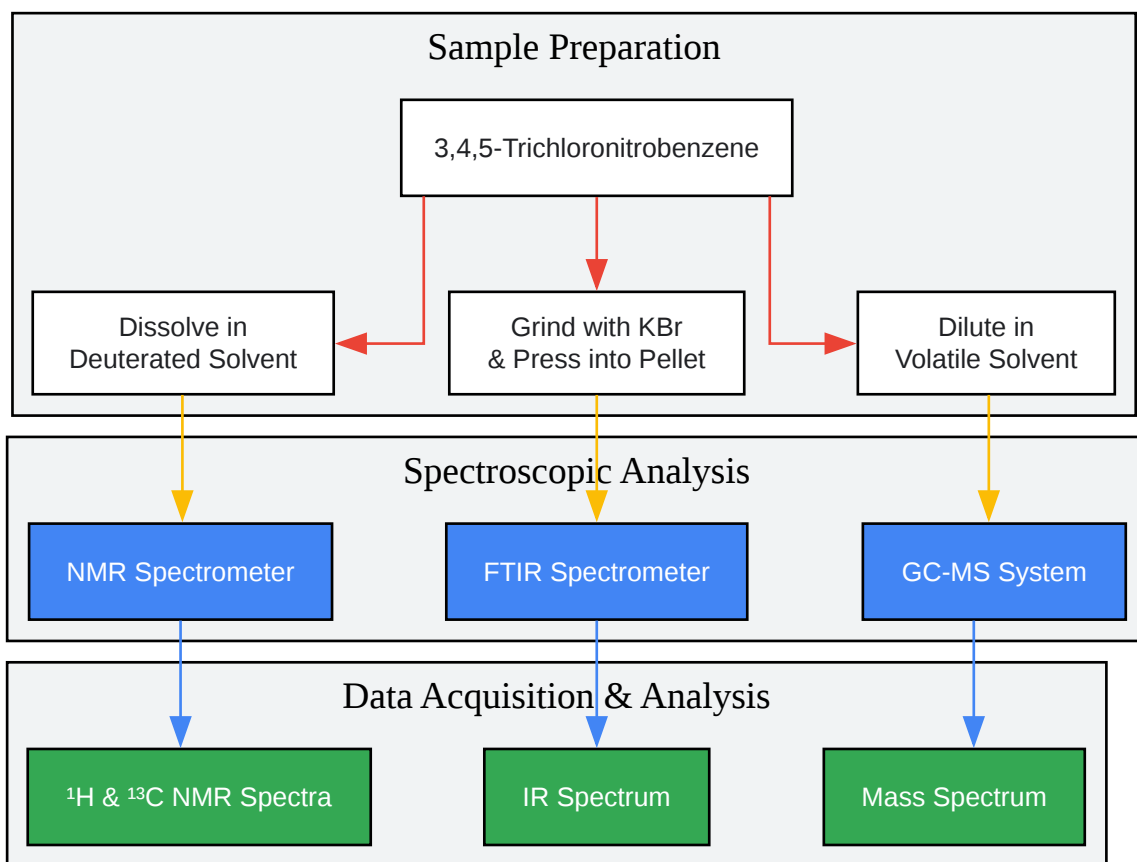 Sample Preparation
3,4,5-Trichloronitrobenzene
Dissolve in
Deuterated Solvent
Grind with KBr
& Press into Pellet
Dilute in
Volatile Solvent
Spectroscopic Analysis
NMR Spectrometer
FTIR Spectrometer
GC-MS System
Data Acquisition & Analysis
¹H & ¹³C NMR Spectra
IR Spectrum
Mass Spectrum